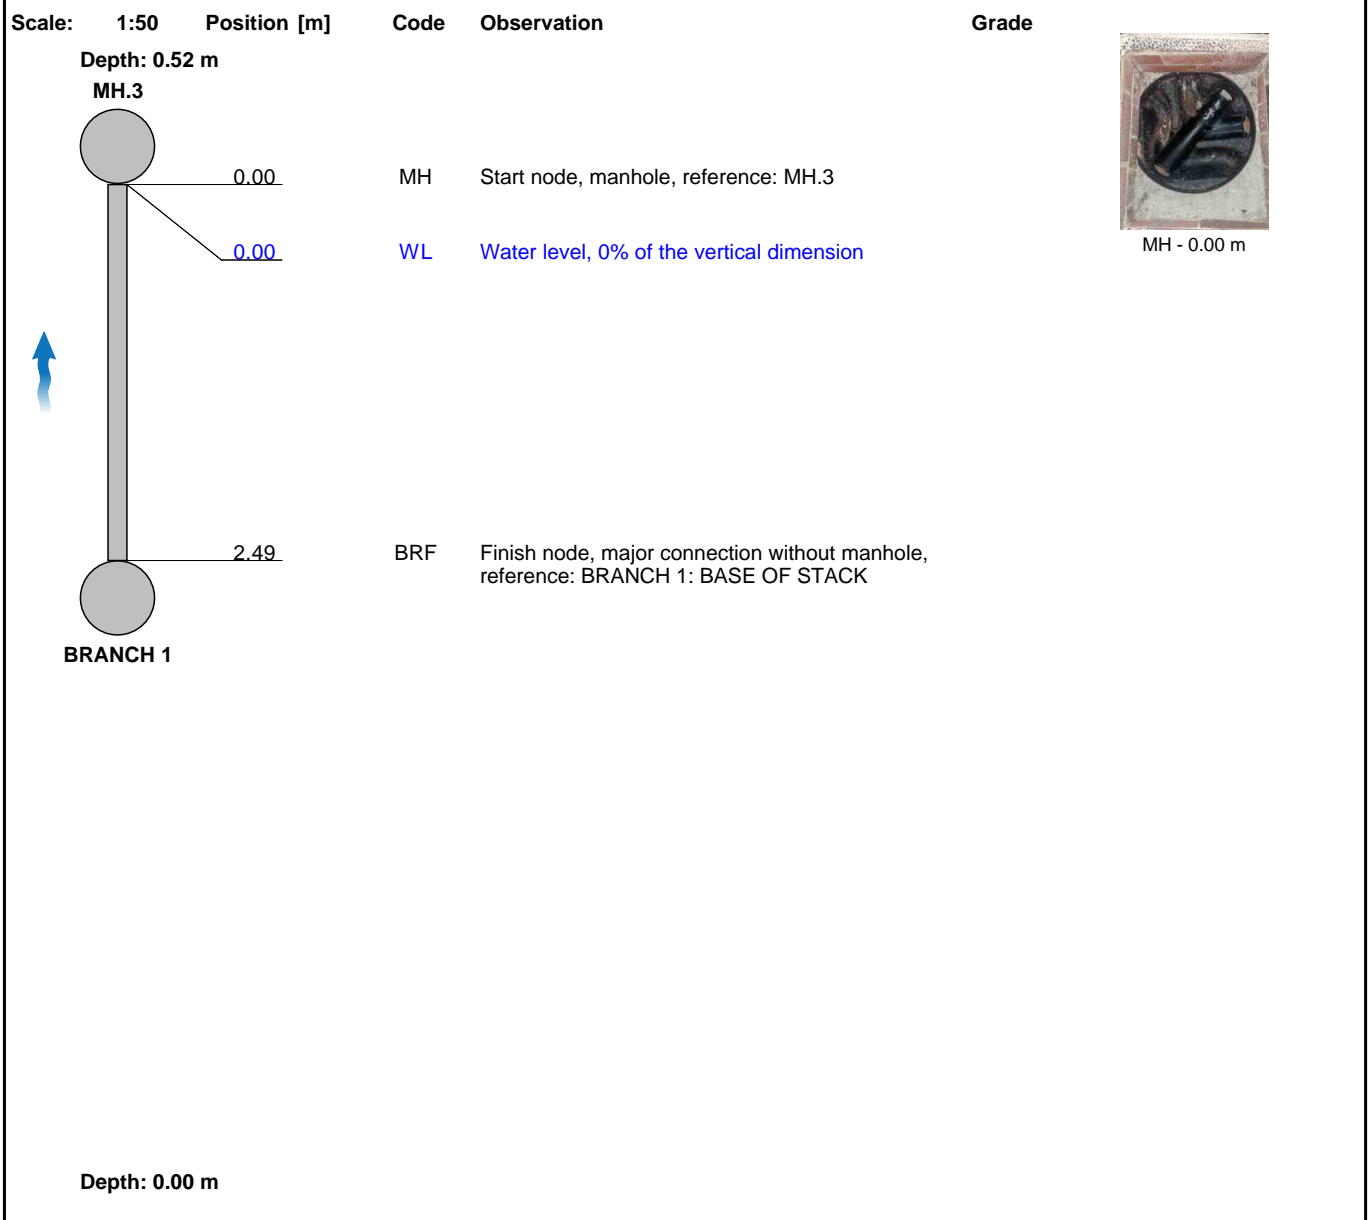 Scale: 1:50 Position [m] Code Observation Grade
Depth: 0.52 m
MH.3
0.00 MH Start node, manhole, reference: MH.3
0.00 WL Water level, 0% of the vertical dimension
MH - 0.00 m
2.49 BRF Finish node, major connection without manhole,
reference: BRANCH 1: BASE OF STACK
BRANCH 1
Depth: 0.00 m